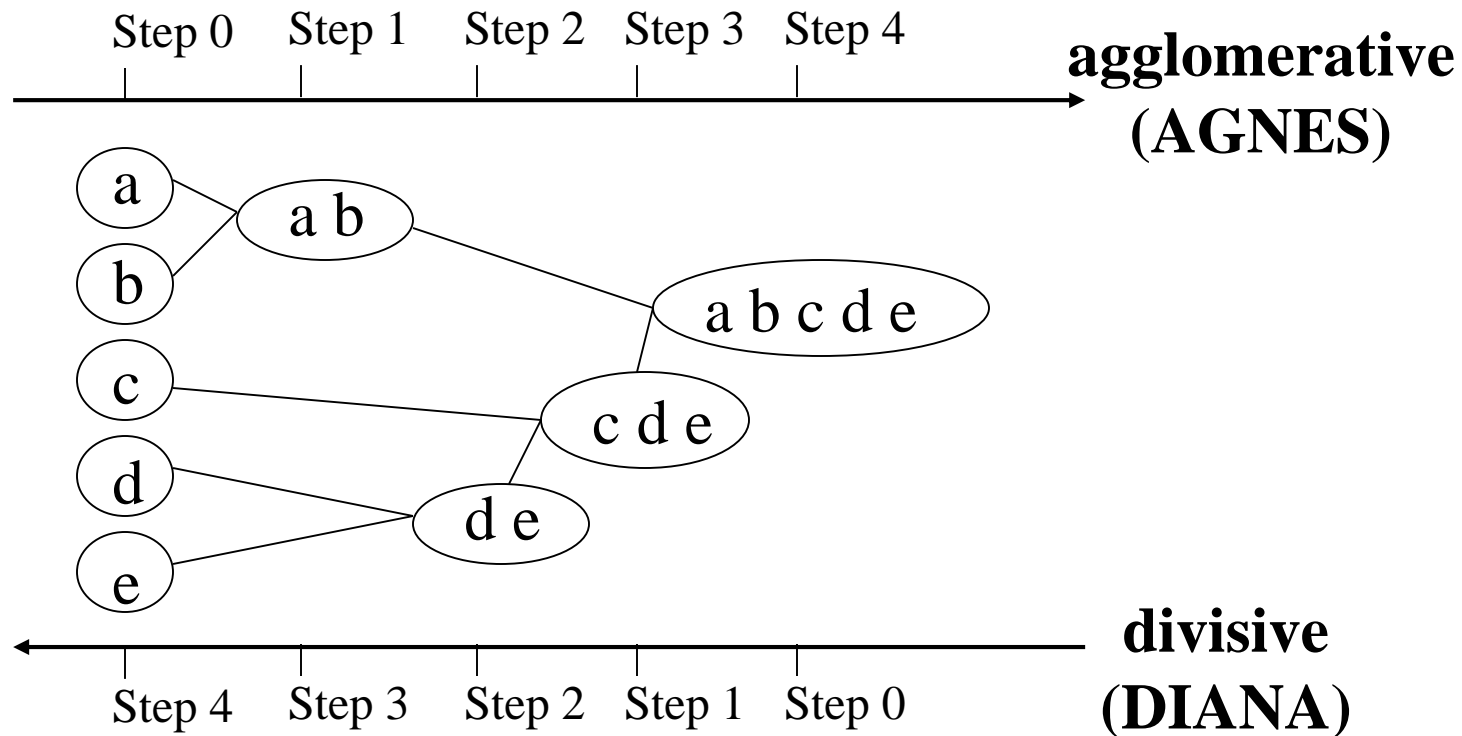 Step 0 Step 1 Step 2 Step 3 Step 4
agglomerative
(AGNES)
a
a b
b
a b c d e
c
c d e
d
d e
e
divisive
(DIANA)
Step 4 Step 3 Step 2 Step 1 Step 0